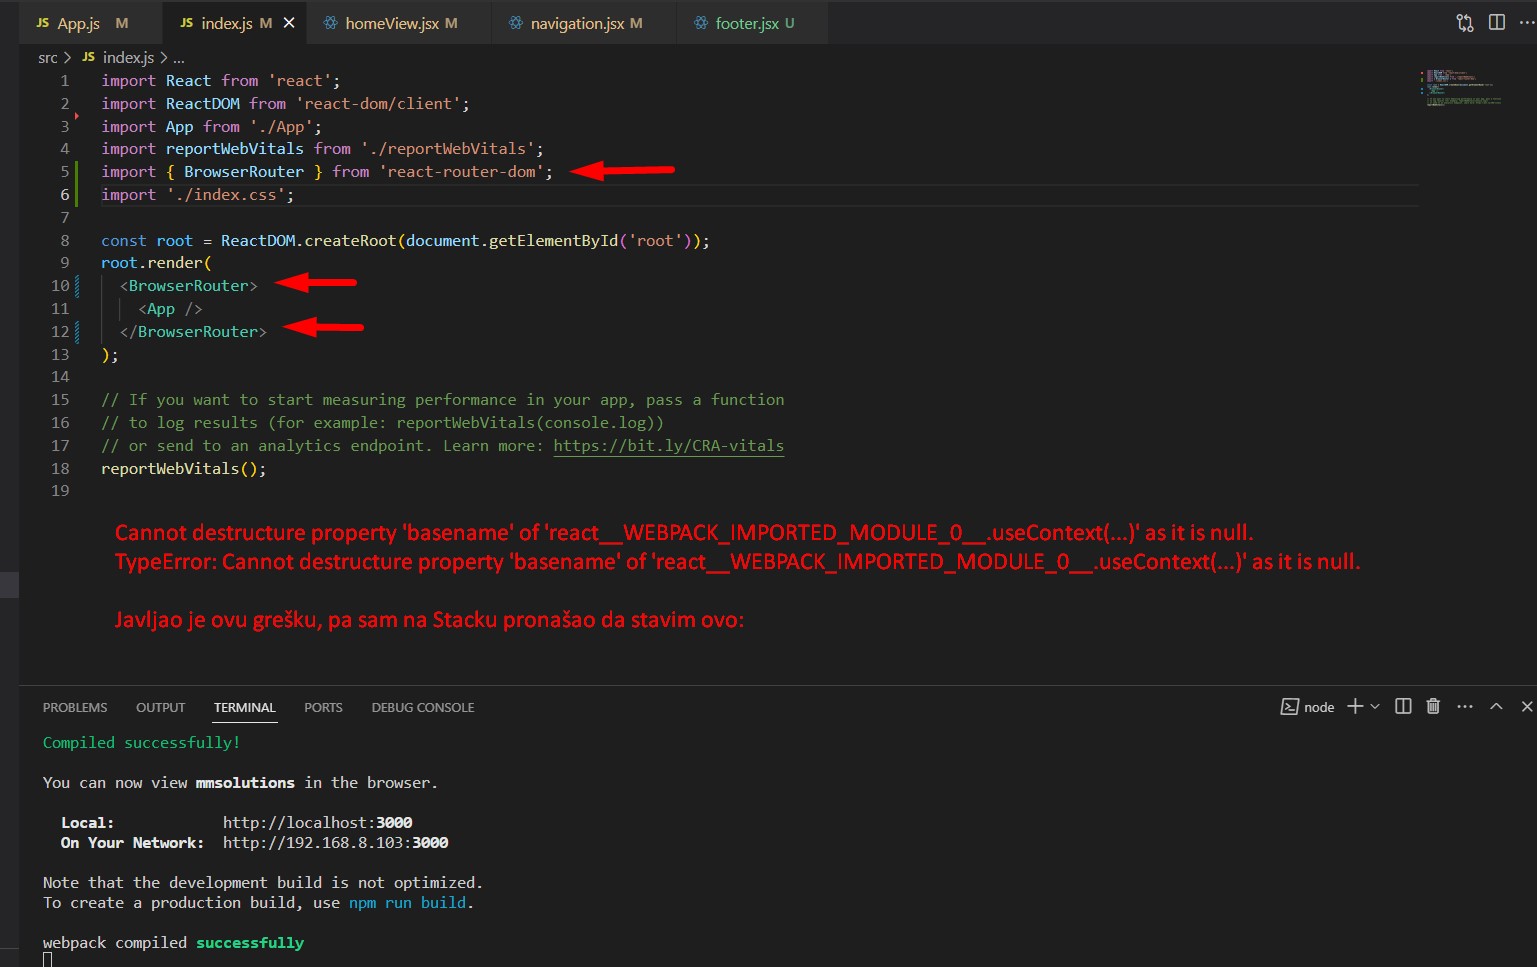 JS App.js M JS index.js M homeView.jsx M navigation.jsx M footer.jsx U
src > JS index.js > ...
1 import React from 'react';
2 import ReactDOM from 'react-dom/client';
3 import App from './App';
4 import reportWebVitals from './reportWebVitals';
5 import { BrowserRouter } from 'react-router-dom';
6 import './index.css';
7
8 const root = ReactDOM.createRoot(document.getElementById('root'));
9 root.render(
10 <BrowserRouter>
11 <App />
12 </BrowserRouter>
13 );
14
15 // If you want to start measuring performance in your app, pass a function
16 // to log results (for example: reportWebVitals(console.log))
17 // or send to an analytics endpoint. Learn more: https://bit.ly/CRA-vitals
18 reportWebVitals();
19
Cannot destructure property 'basename' of 'react__WEBPACK_IMPORTED_MODULE_0__.useContext(...)' as it is null.
TypeError: Cannot destructure property 'basename' of 'react__WEBPACK_IMPORTED_MODULE_0__.useContext(...)' as it is null.
Javljao je ovu grešku, pa sam na Stacku pronašao da stavim ovo:
PROBLEMS OUTPUT TERMINAL PORTS DEBUG CONSOLE node
Compiled successfully!
You can now view mmsolutions in the browser.
Local: http://localhost:3000
On Your Network: http://192.168.8.103:3000
Note that the development build is not optimized.
To create a production build, use npm run build.
webpack compiled successfully